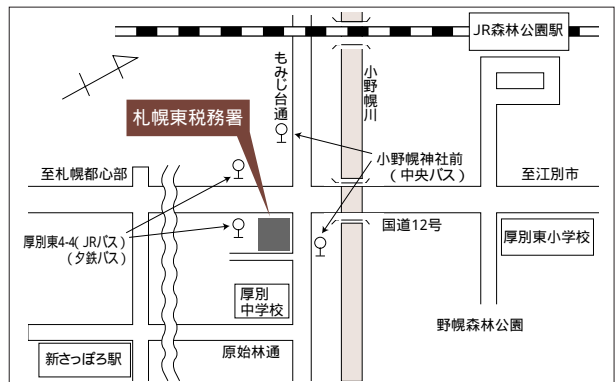 JR森林公園駅
もみじ台通
小野幌川
札幌東税務署
至札幌都心部
小野幌神社前
(中央バス)
至江別市
厚別東4-4(JRバス)
(夕鉄バス)
国道12号
厚別東小学校
厚別
中学校
野幌森林公園
新さっぽろ駅
原始林通